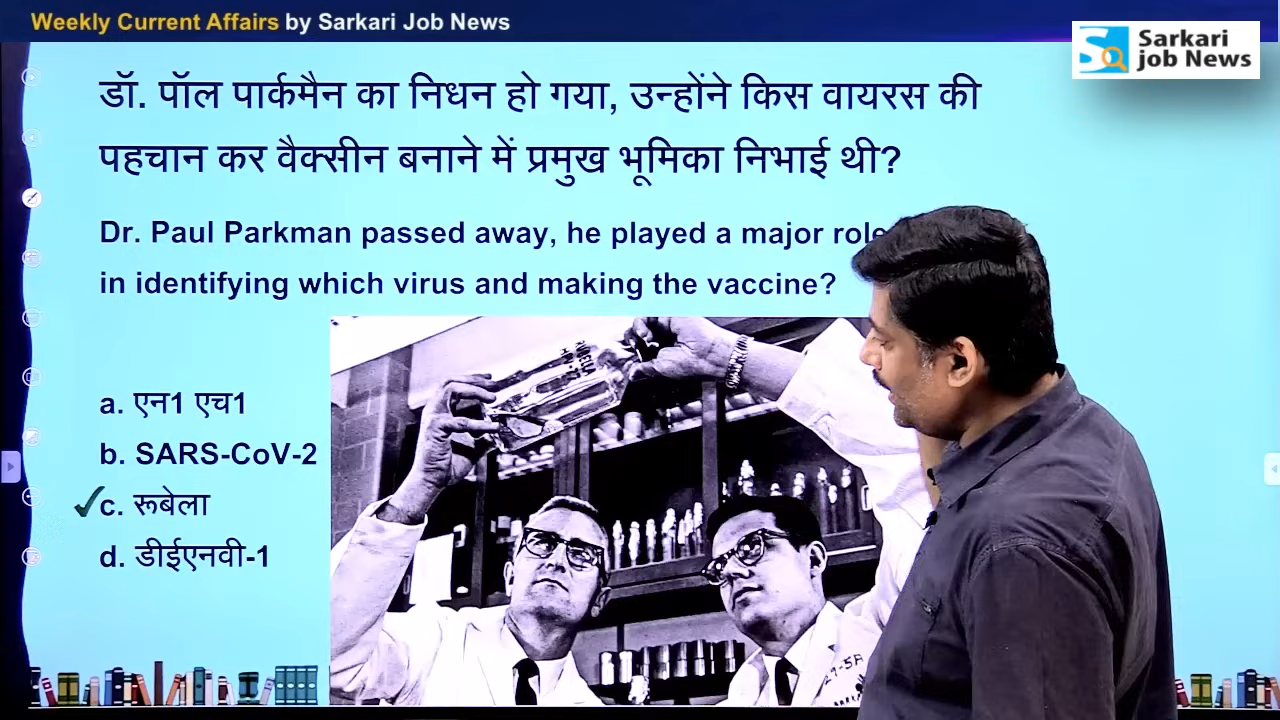 Weekly Current Affairs by Sarkari Job News
Sarkari
job News
डॉ. पॉल पार्कमैन का निधन हो गया, उन्होंने किस वायरस की
पहचान कर वैक्सीन बनाने में प्रमुख भूमिका निभाई थी?
Dr. Paul Parkman passed away, he played a major role
in identifying which virus and making the vaccine?
a. एन1 एच1
b. SARS-CoV-2
c. रूबेला
d. डीईएनवी-1
RUBELLA